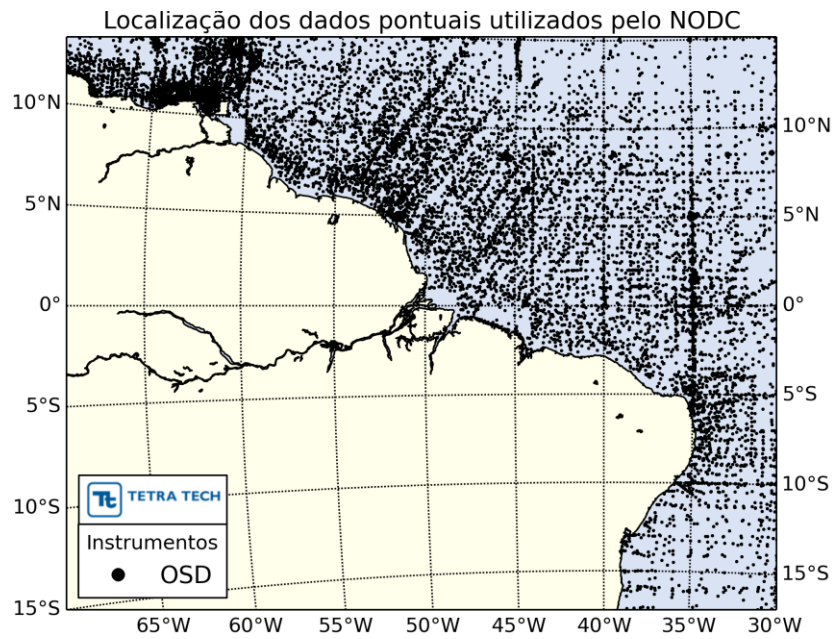 Localização dos dados pontuais utilizados pelo NODC
10°N
10°N
5°N
5°N
0°
0°
5°S
5°S
10°S
10°S
15°S
15°S
Tt TETRA TECH
Instrumentos
OSD
65°W 60°W 55°W 50°W 45°W 40°W 35°W 30°W